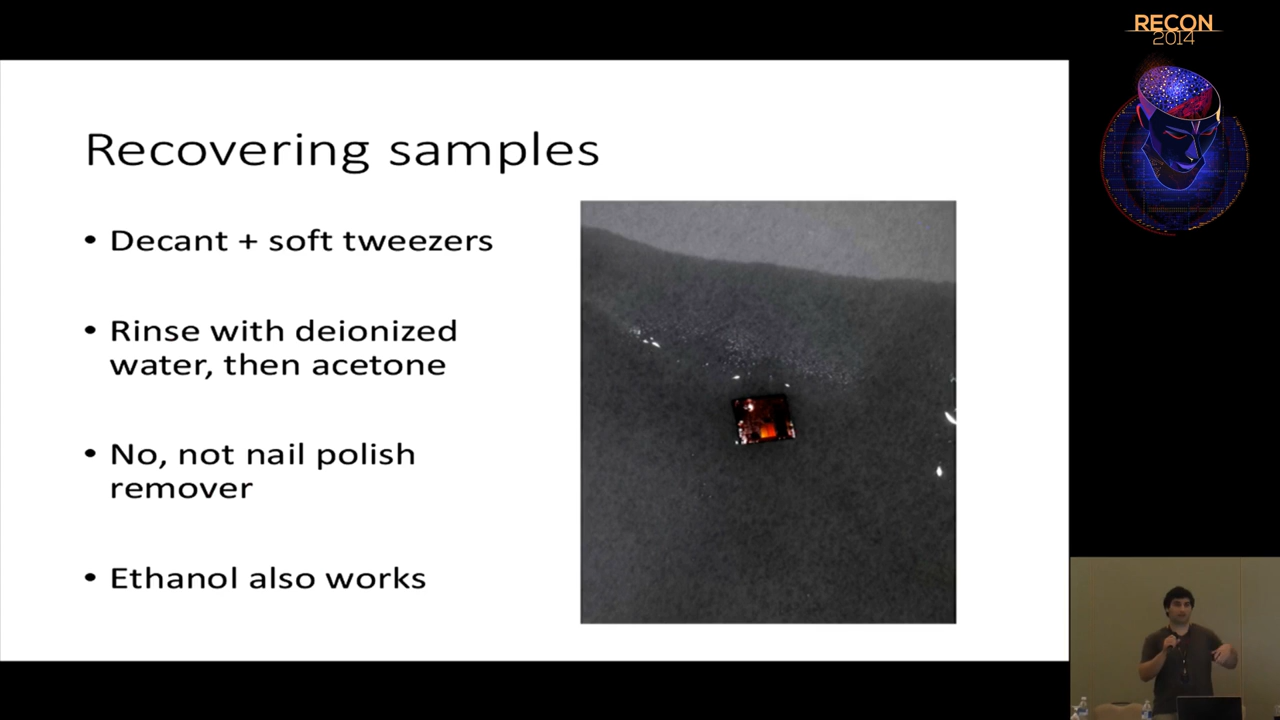 RECON
2014
Recovering samples
• Decant + soft tweezers
• Rinse with deionized
water, then acetone
• No, not nail polish
remover
• Ethanol also works